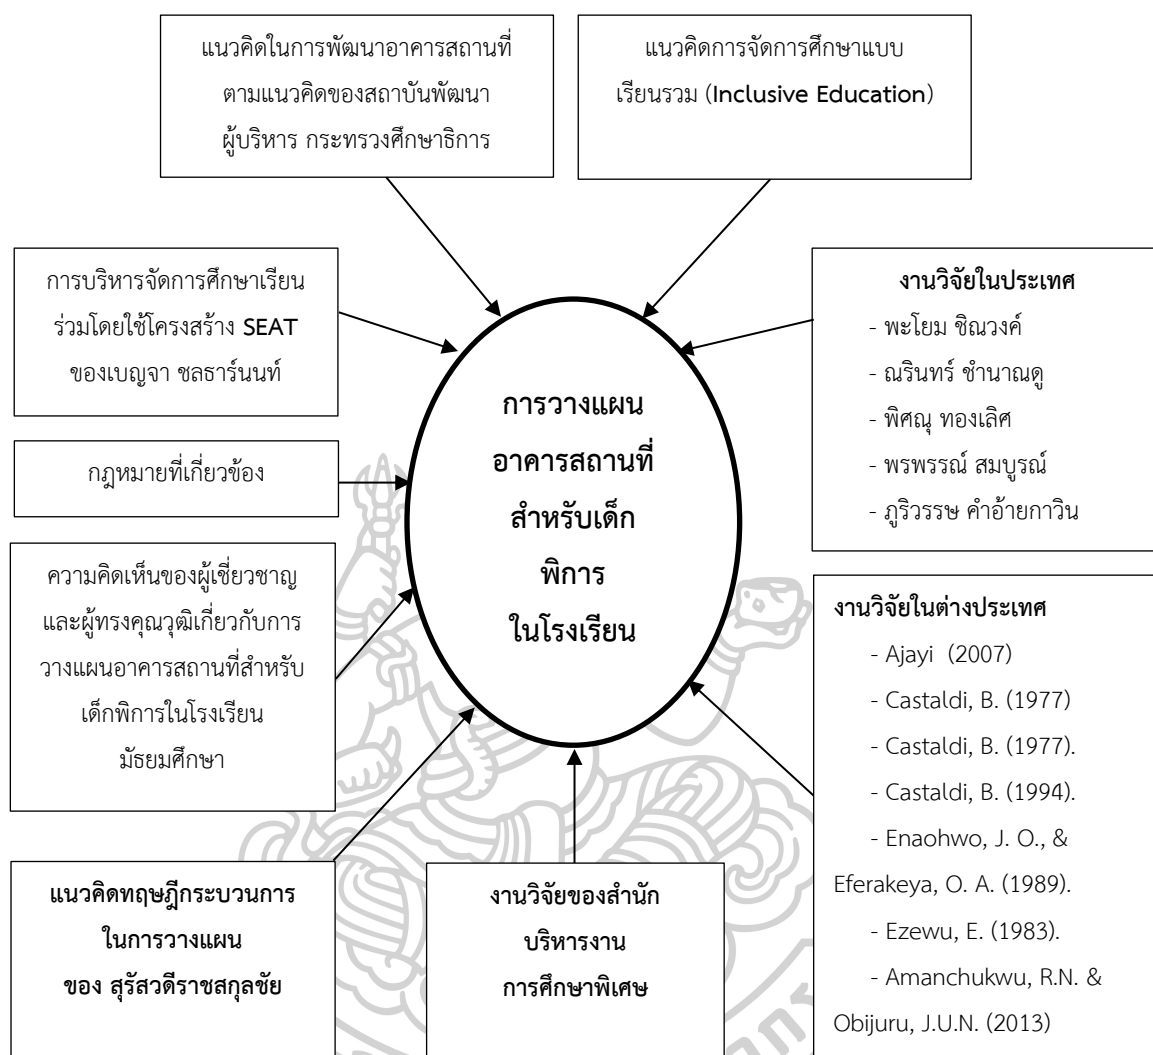 แนวคิดในการพัฒนาอาคารสถานที่
ตามแนวคิดของสถาบันพัฒนา
ผู้บริหาร กระทรวงศึกษาธิการ
แนวคิดการจัดการศึกษาแบบ
เรียนรวม (Inclusive Education)
การบริหารจัดการศึกษาเรียน
ร่วมโดยใช้โครงสร้าง SEAT
ของเบญจา ชลธาร์นนท์
กฎหมายที่เกี่ยวข้อง
ความคิดเห็นของผู้เชี่ยวชาญ
และผู้ทรงคุณวุฒิเกี่ยวกับการ
วางแผนอาคารสถานที่สำหรับ
เด็กพิการในโรงเรียน
มัธยมศึกษา
การวางแผน
อาคารสถานที่
สำหรับเด็ก
พิการ
ในโรงเรียน
งานวิจัยในประเทศ
- พะโยม ชิณวงค์
- ณรินทร์ ชำนาณดู
- พิศณุ ทองเลิศ
- พรพรรณ์ สมบูรณ์
- ภูริวรรษ คำอ้ายกาวิน
งานวิจัยในต่างประเทศ
- Ajayi (2007)
- Castaldi, B. (1977)
- Castaldi, B. (1977).
- Castaldi, B. (1994).
- Enaohwo, J. O., &
Eferakeya, O. A. (1989).
- Ezewu, E. (1983).
- Amanchukwu, R.N. &
Obijuru, J.U.N. (2013)
แนวคิดทฤษฎีกระบวนการ
ในการวางแผน
ของ สุรัสวดีราชสกุลชัย
งานวิจัยของสำนัก
บริหารงาน
การศึกษาพิเศษ